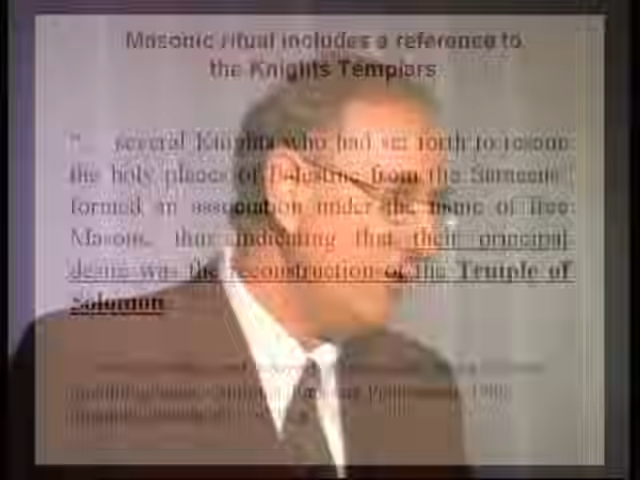 Masonic ritual includes a reference to
the Knights Templars
"... several Knights who had set forth to rescue
the holy places of Palestine from the Saracens
formed an association under the name of free
Masons, thus indicating that their principal
desire was the reconstruction of the Temple of
Solomon